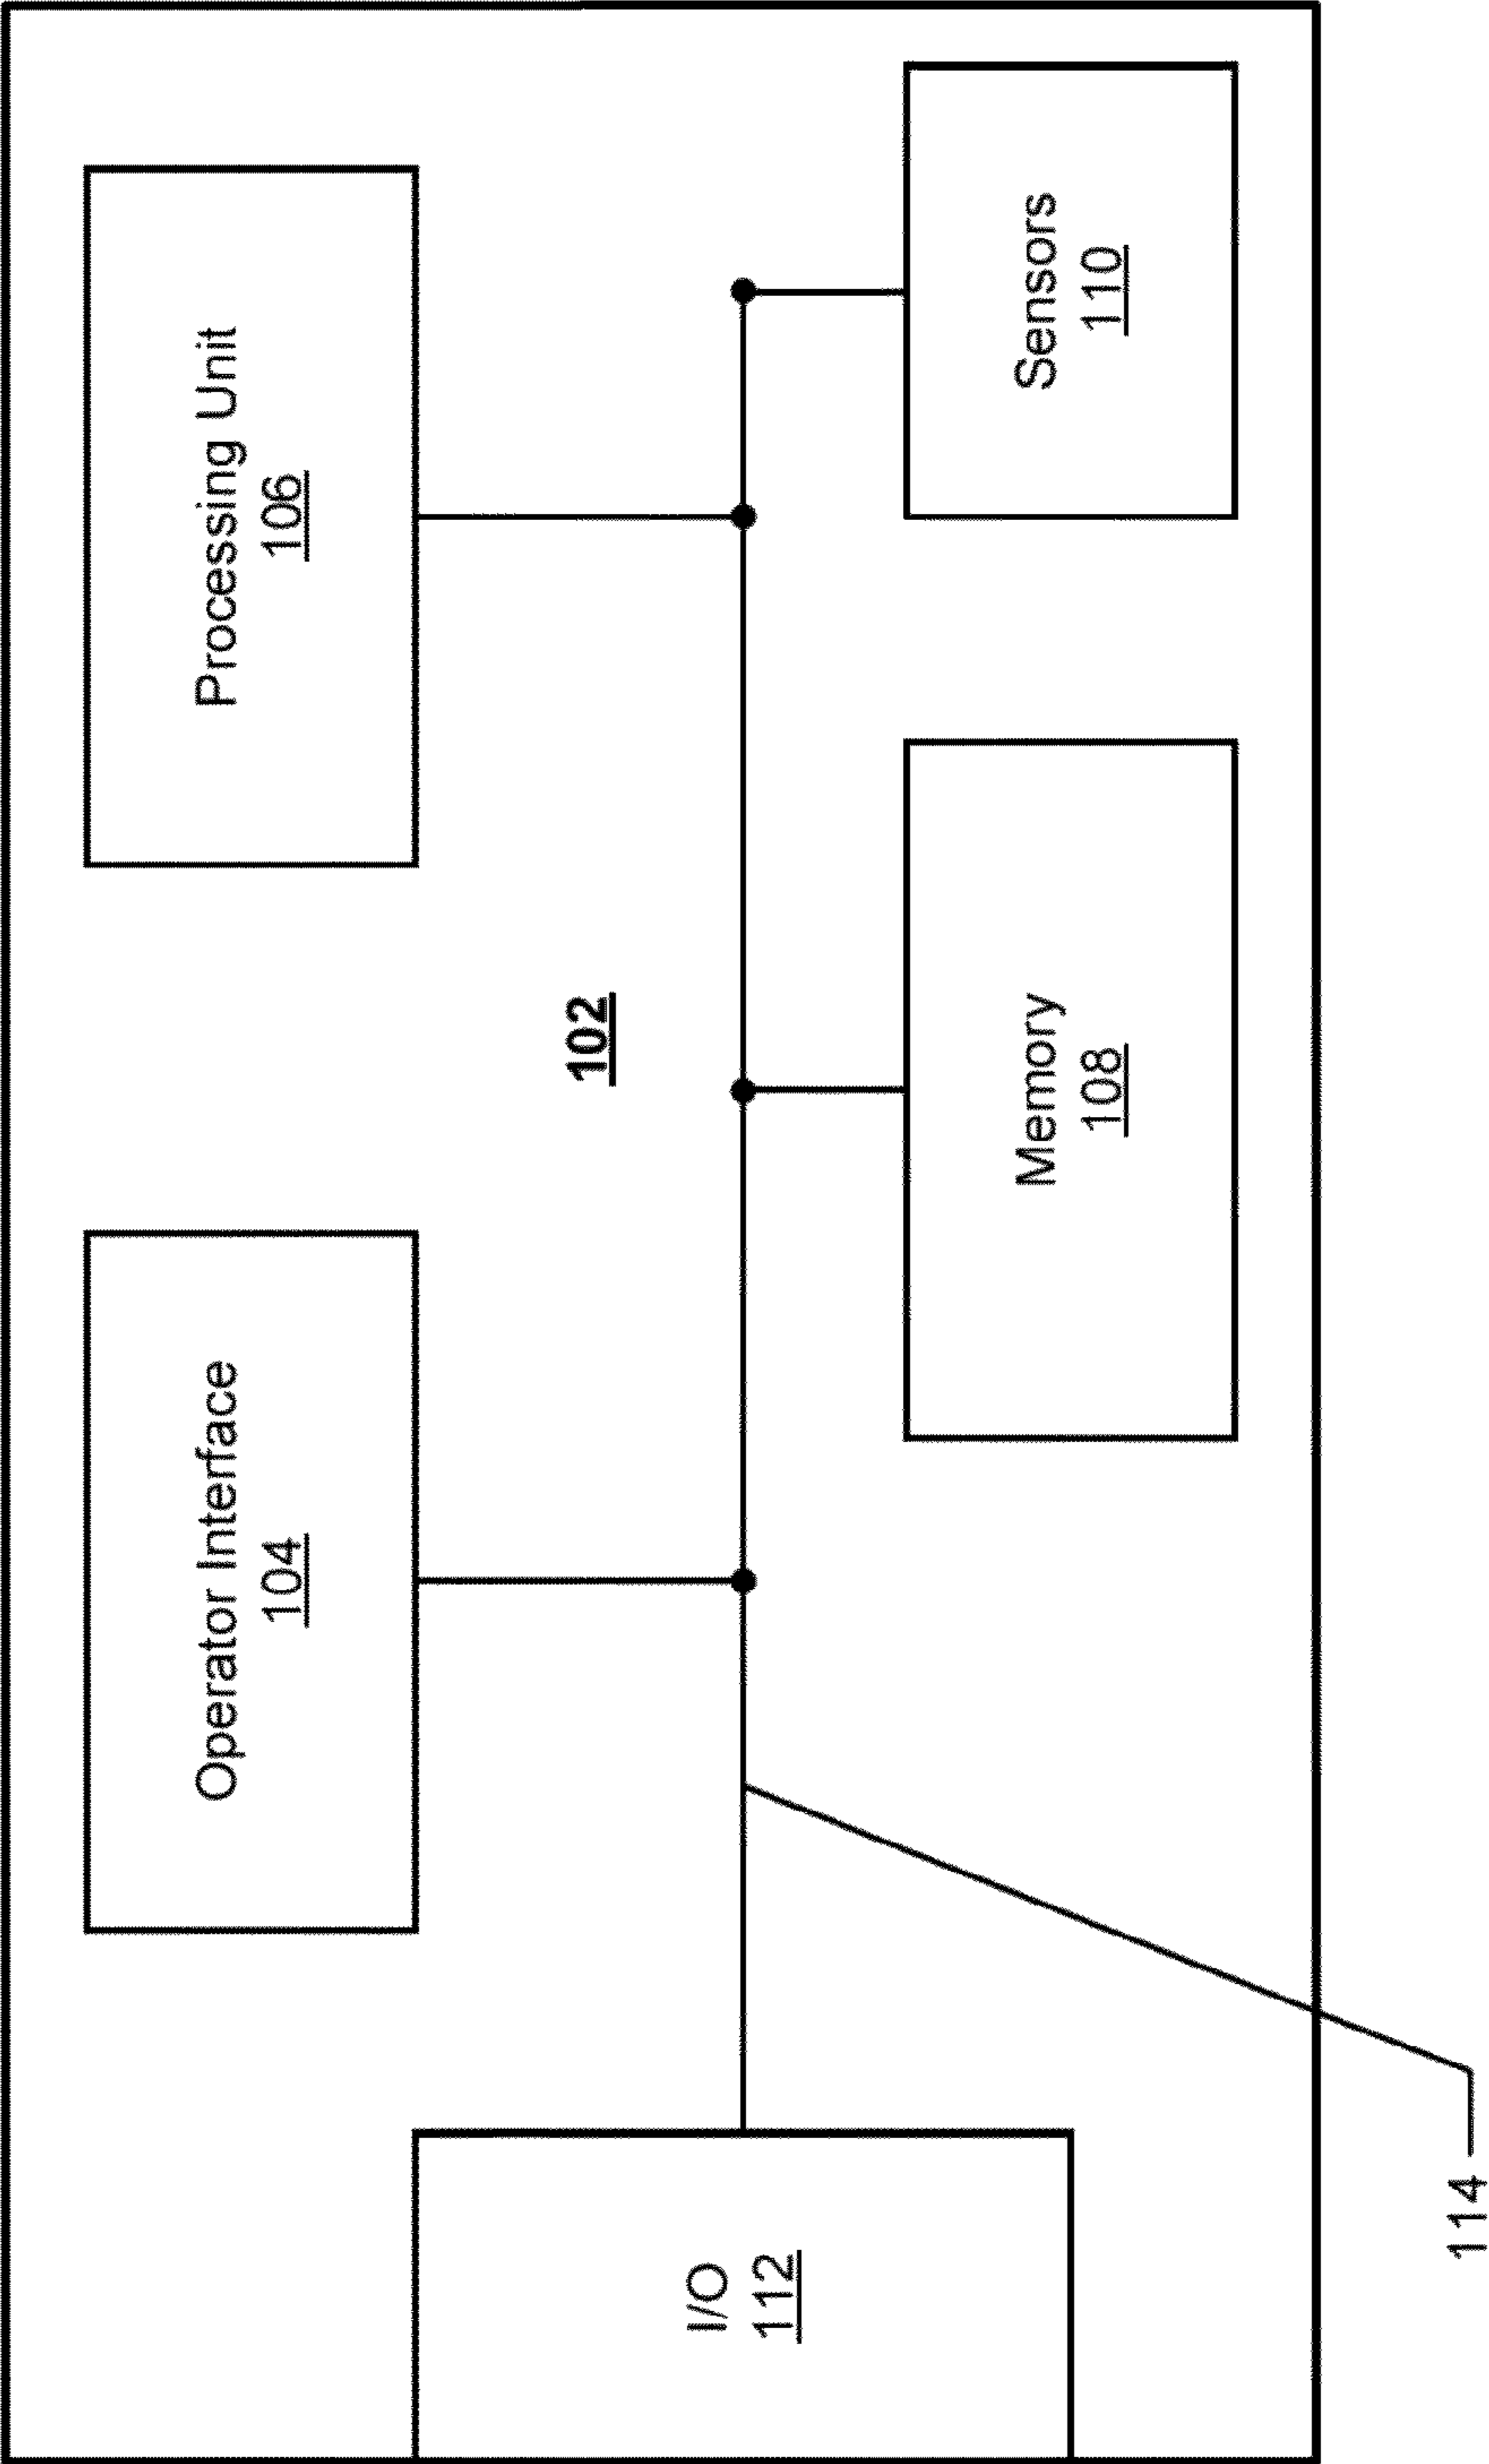 Operator Interface
104
Processing Unit
106
102
I/O
112
Memory
108
Sensors
110
114